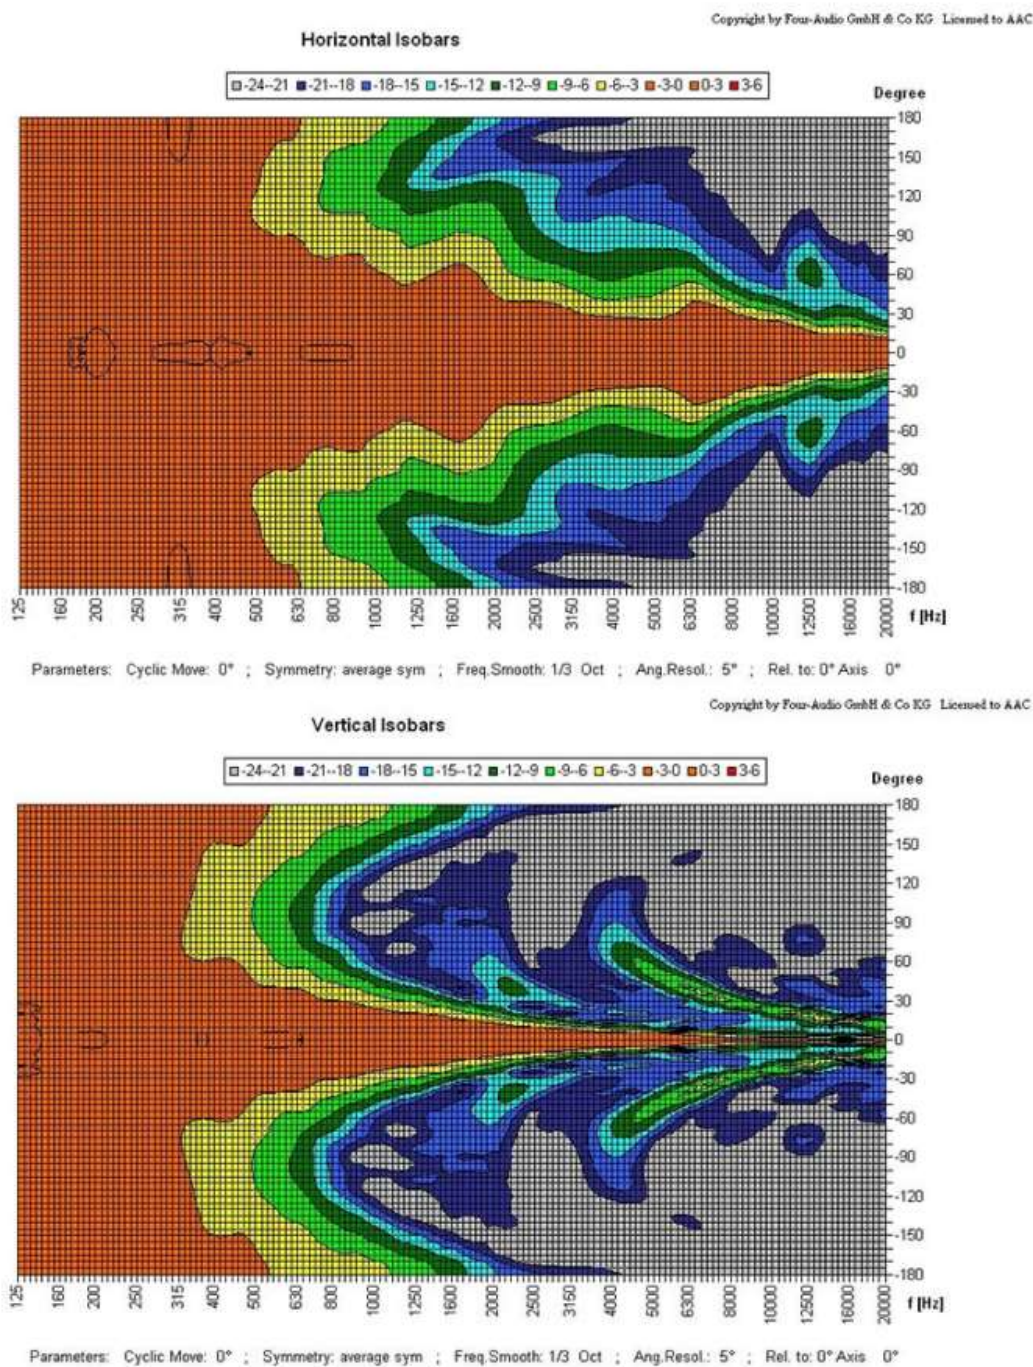 Copyright by Four-Audio GmbH & Co KG Licensed to AAC
Horizontal Isobars
-24--21 -21--18 -18--15 -15--12 -12--9 -9--6 -6--3 -3-0 0-3 3-6
Degree
180
150
120
90
60
30
0
-30
-60
-90
-120
-150
-180
125 160 200 250 315 400 500 630 800 1000 1250 1600 2000 2500 3150 4000 5000 6300 8000 10000 12500 16000 20000 f [Hz]
Parameters: Cyclic Move: 0° ; Symmetry: average sym ; Freq.Smooth: 1/3 Oct ; Ang.Resol.: 5° ; Rel. to: 0° Axis 0°
Copyright by Four-Audio GmbH & Co KG Licensed to AAC
Vertical Isobars
-24--21 -21--18 -18--15 -15--12 -12--9 -9--6 -6--3 -3-0 0-3 3-6
Degree
180
150
120
90
60
30
0
-30
-60
-90
-120
-150
-180
125 160 200 250 315 400 500 630 800 1000 1250 1600 2000 2500 3150 4000 5000 6300 8000 10000 12500 16000 20000 f [Hz]
Parameters: Cyclic Move: 0° ; Symmetry: average sym ; Freq.Smooth: 1/3 Oct ; Ang.Resol.: 5° ; Rel. to: 0° Axis 0°